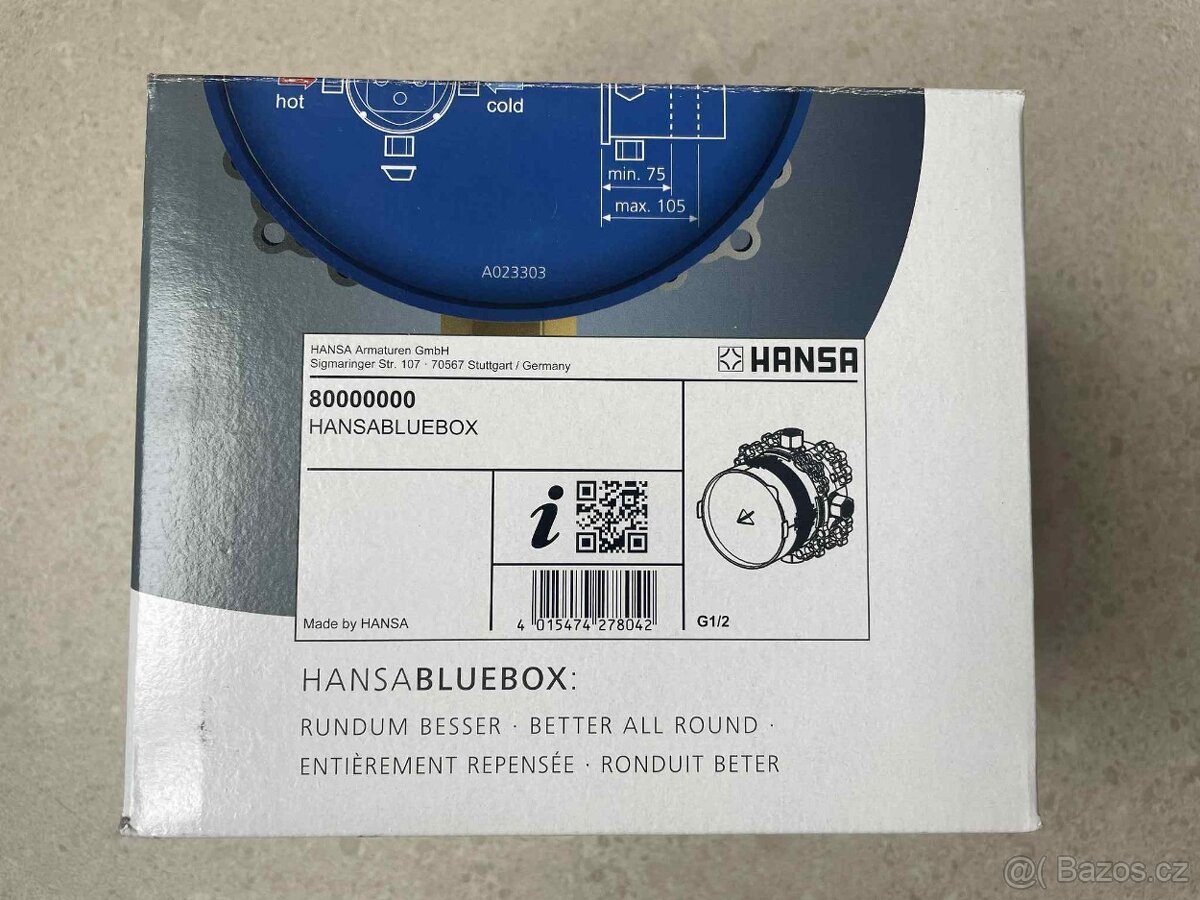 hot
cold
min. 75
max. 105
A023303
HANSA Armaturen GmbH
Sigmaringer Str. 107 · 70567 Stuttgart / Germany
HANSA
80000000
HANSABLUEBOX
i
4 015474 278042
Made by HANSA
G1/2
HANSABLUEBOX:
RUNDUM BESSER · BETTER ALL ROUND ·
ENTIÈREMENT REPENSÉE · RONDUIT BETER
@( Bazos.cz